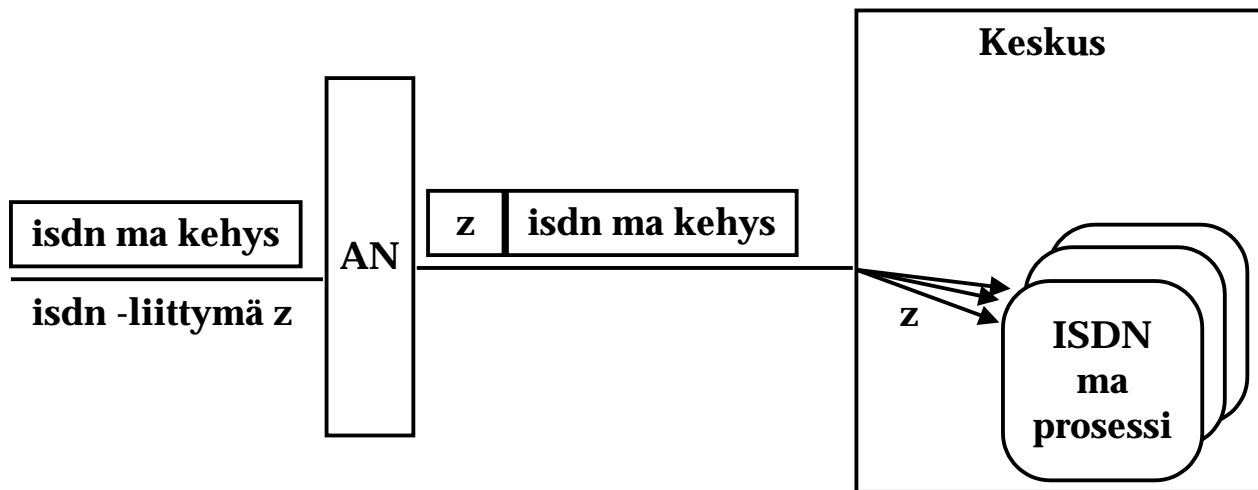 Keskus
isdn ma kehys
AN
z
isdn ma kehys
isdn -liittymä z
z
ISDN
ma
prosessi